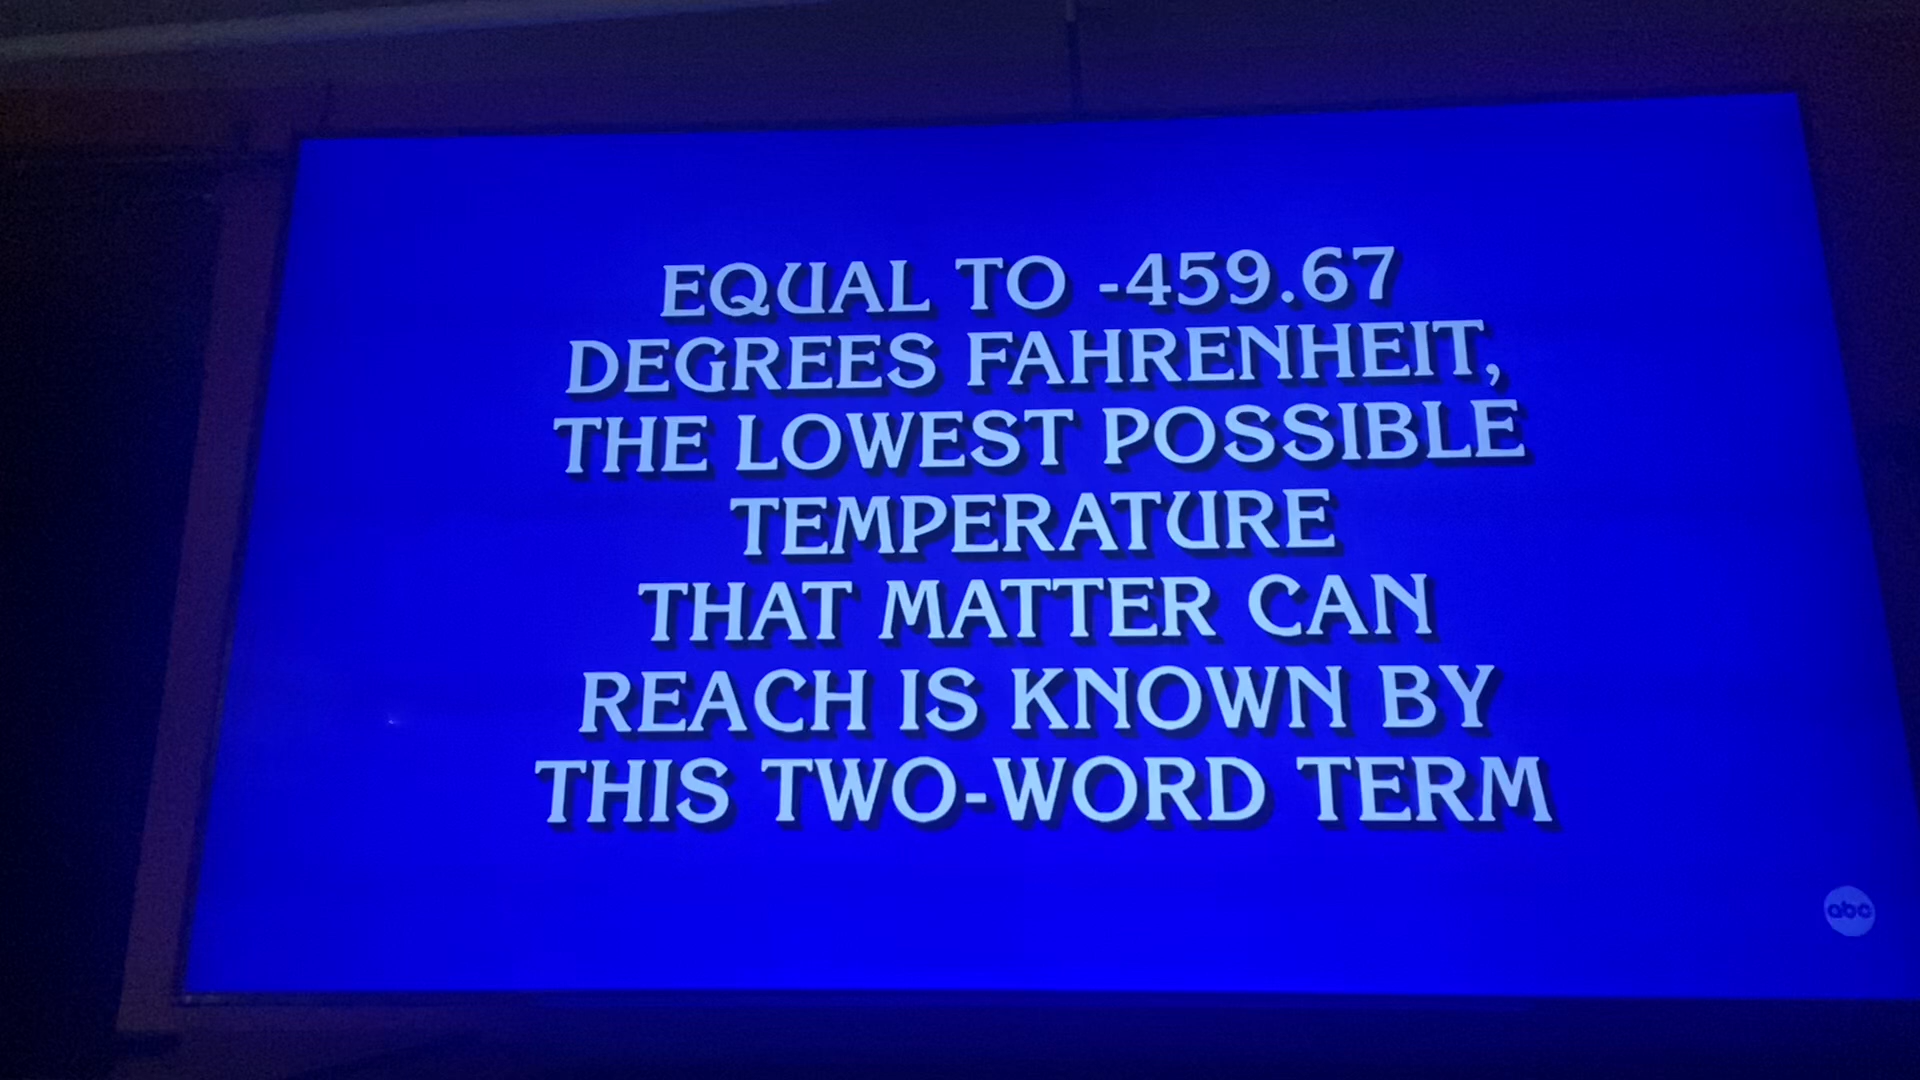 EQUAL TO -459.67
DEGREES FAHRENHEIT,
THE LOWEST POSSIBLE
TEMPERATURE
THAT MATTER CAN
REACH IS KNOWN BY
THIS TWO-WORD TERM
abc